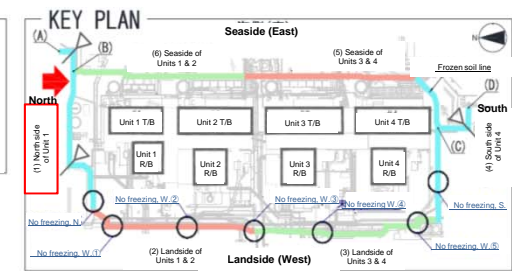 KEY PLAN
Seaside (East)
N
(A)
(B)
(6) Seaside of
Units 1 & 2
(5) Seaside of
Units 3 & 4
Frozen soil line
(D)
North
South
(1) North side
of Unit 1
Unit 1 T/B
Unit 2 T/B
Unit 3 T/B
Unit 4 T/B
(C)
(4) South side
of Unit 4
Unit 1
R/B
Unit 2
R/B
Unit 3
R/B
Unit 4
R/B
No freezing, W.②
No freezing, W.③
No freezing W.④
No freezing, S.
No freezing, N.
No freezing, W.①
(2) Landside of
Units 1 & 2
Landside (West)
(3) Landside of
Units 3 & 4
No freezing, W.⑤